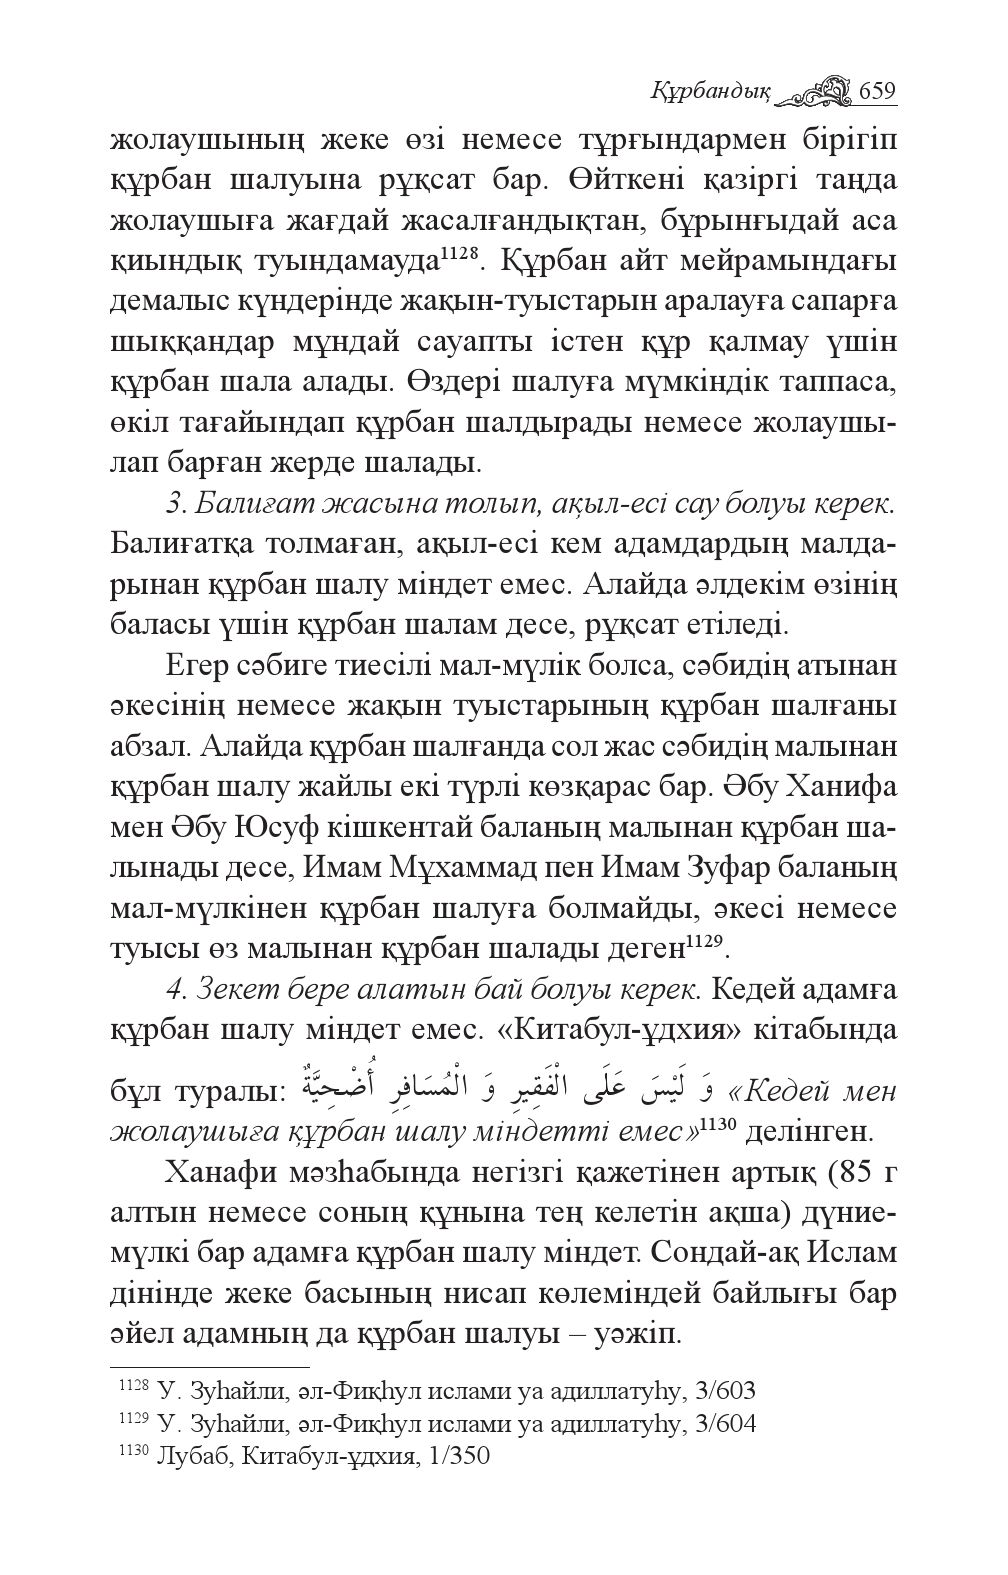 Құрбандық 659
жолаушының жеке өзі немесе тұрғындармен бірігіп
құрбан шалуына рұқсат бар. Өйткені қазіргі таңда
жолаушыға жағдай жасалғандықтан, бұрынғыдай аса
қиындық туындамауда¹¹²⁸. Құрбан айт мейрамындағы
демалыс күндерінде жақын-туыстарын аралауға сапарға
шыққандар мұндай сауапты істен құр қалмау үшін
құрбан шала алады. Өздері шалуға мүмкіндік таппаса,
өкіл тағайындап құрбан шалдырады немесе жолаушы-
лап барған жерде шалады.
3. Балиғат жасына толып, ақыл-есі сау болуы керек.
Балиғатқа толмаған, ақыл-есі кем адамдардың малда-
рынан құрбан шалу міндет емес. Алайда әлдекім өзінің
баласы үшін құрбан шалам десе, рұқсат етіледі.
Егер сәбиге тиесілі мал-мүлік болса, сәбидің атынан
әкесінің немесе жақын туыстарының құрбан шалғаны
абзал. Алайда құрбан шалғанда сол жас сәбидің малынан
құрбан шалу жайлы екі түрлі көзқарас бар. Әбу Ханифа
мен Әбу Юсуф кішкентай баланың малынан құрбан ша-
лынады десе, Имам Мұхаммад пен Имам Зуфар баланың
мал-мүлкінен құрбан шалуға болмайды, әкесі немесе
туысы өз малынан құрбан шалады деген¹¹²⁹.
4. Зекет бере алатын бай болуы керек. Кедей адамға
құрбан шалу міндет емес. «Китабул-ұдхия» кітабында
бұл туралы: وَ لَيْسَ عَلَى الْفَقِيرِ وَ الْمُسَافِرِ أُضْحِيَّةٌ «Кедей мен
жолаушыға құрбан шалу міндетті емес»¹¹³⁰ делінген.
Ханафи мәзһабында негізгі қажетінен артық (85 г
алтын немесе соның құнына тең келетін ақша) дүние-
мүлкі бар адамға құрбан шалу міндет. Сондай-ақ Ислам
дінінде жеке басының нисап көлеміндей байлығы бар
әйел адамның да құрбан шалуы – уәжіп.
¹¹²⁸ У. Зуһайли, әл-Фиқһул ислами уа адиллатуһу, 3/603
¹¹²⁹ У. Зуһайли, әл-Фиқһул ислами уа адиллатуһу, 3/604
¹¹³⁰ Лубаб, Китабул-ұдхия, 1/350